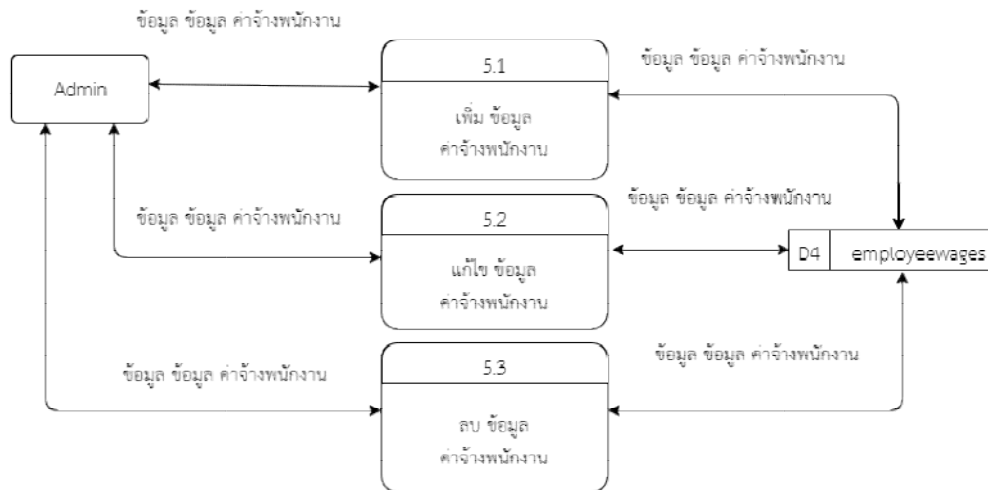 ข้อมูล ข้อมูล ค่าจ้างพนักงาน
Admin
5.1
เพิ่ม ข้อมูล
ค่าจ้างพนักงาน
ข้อมูล ข้อมูล ค่าจ้างพนักงาน
ข้อมูล ข้อมูล ค่าจ้างพนักงาน
5.2
แก้ไข ข้อมูล
ค่าจ้างพนักงาน
ข้อมูล ข้อมูล ค่าจ้างพนักงาน
D4 employeewages
ข้อมูล ข้อมูล ค่าจ้างพนักงาน
5.3
ลบ ข้อมูล
ค่าจ้างพนักงาน
ข้อมูล ข้อมูล ค่าจ้างพนักงาน